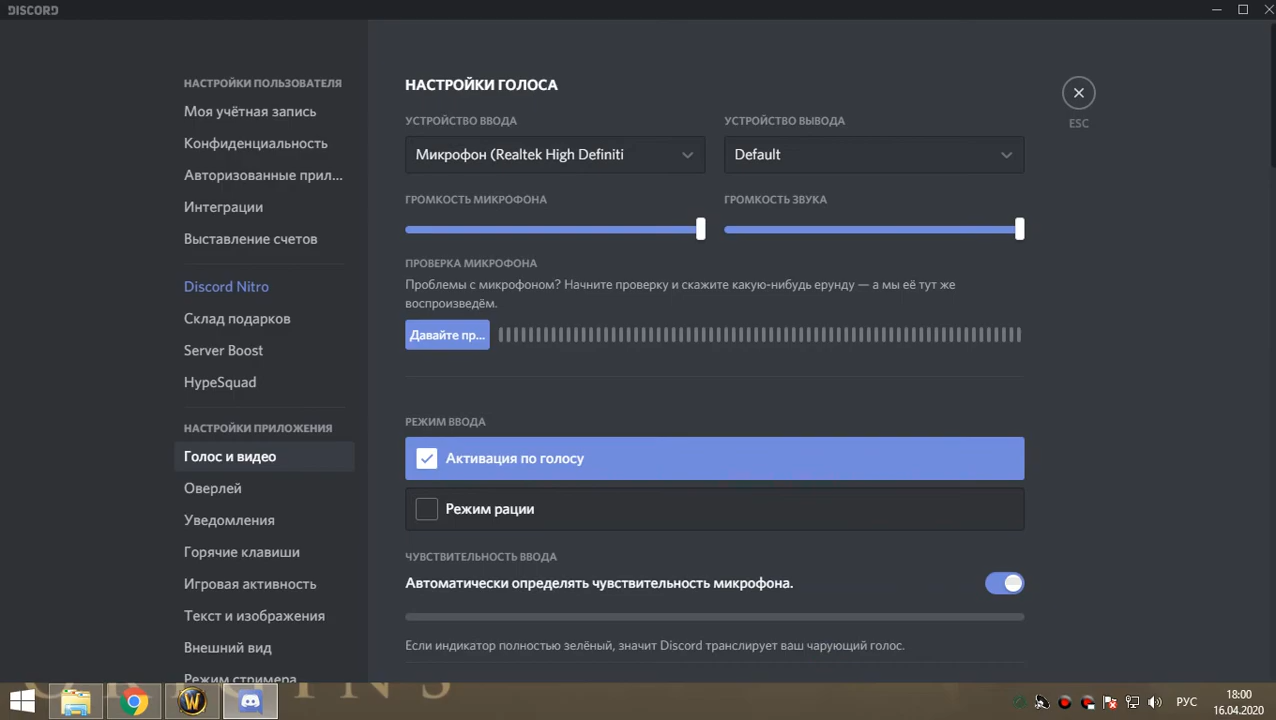 DISCORD
НАСТРОЙКИ ПОЛЬЗОВАТЕЛЯ
Моя учётная запись
Конфиденциальность
Авторизованные прил...
Интеграции
Выставление счетов
Discord Nitro
Склад подарков
Server Boost
HypeSquad
НАСТРОЙКИ ПРИЛОЖЕНИЯ
Голос и видео
Оверлей
Уведомления
Горячие клавиши
Игровая активность
Текст и изображения
Внешний вид
Режим стримера
НАСТРОЙКИ ГОЛОСА
ESC
УСТРОЙСТВО ВВОДА
УСТРОЙСТВО ВЫВОДА
Микрофон (Realtek High Definiti
Default
ГРОМКОСТЬ МИКРОФОНА
ГРОМКОСТЬ ЗВУКА
ПРОВЕРКА МИКРОФОНА
Проблемы с микрофоном? Начните проверку и скажите какую-нибудь ерунду — а мы её тут же
воспроизведём.
Давайте пр...
РЕЖИМ ВВОДА
Активация по голосу
Режим рации
ЧУВСТВИТЕЛЬНОСТЬ ВВОДА
Автоматически определять чувствительность микрофона.
Если индикатор полностью зелёный, значит Discord транслирует ваш чарующий голос.
РУС
18:00
16.04.2020